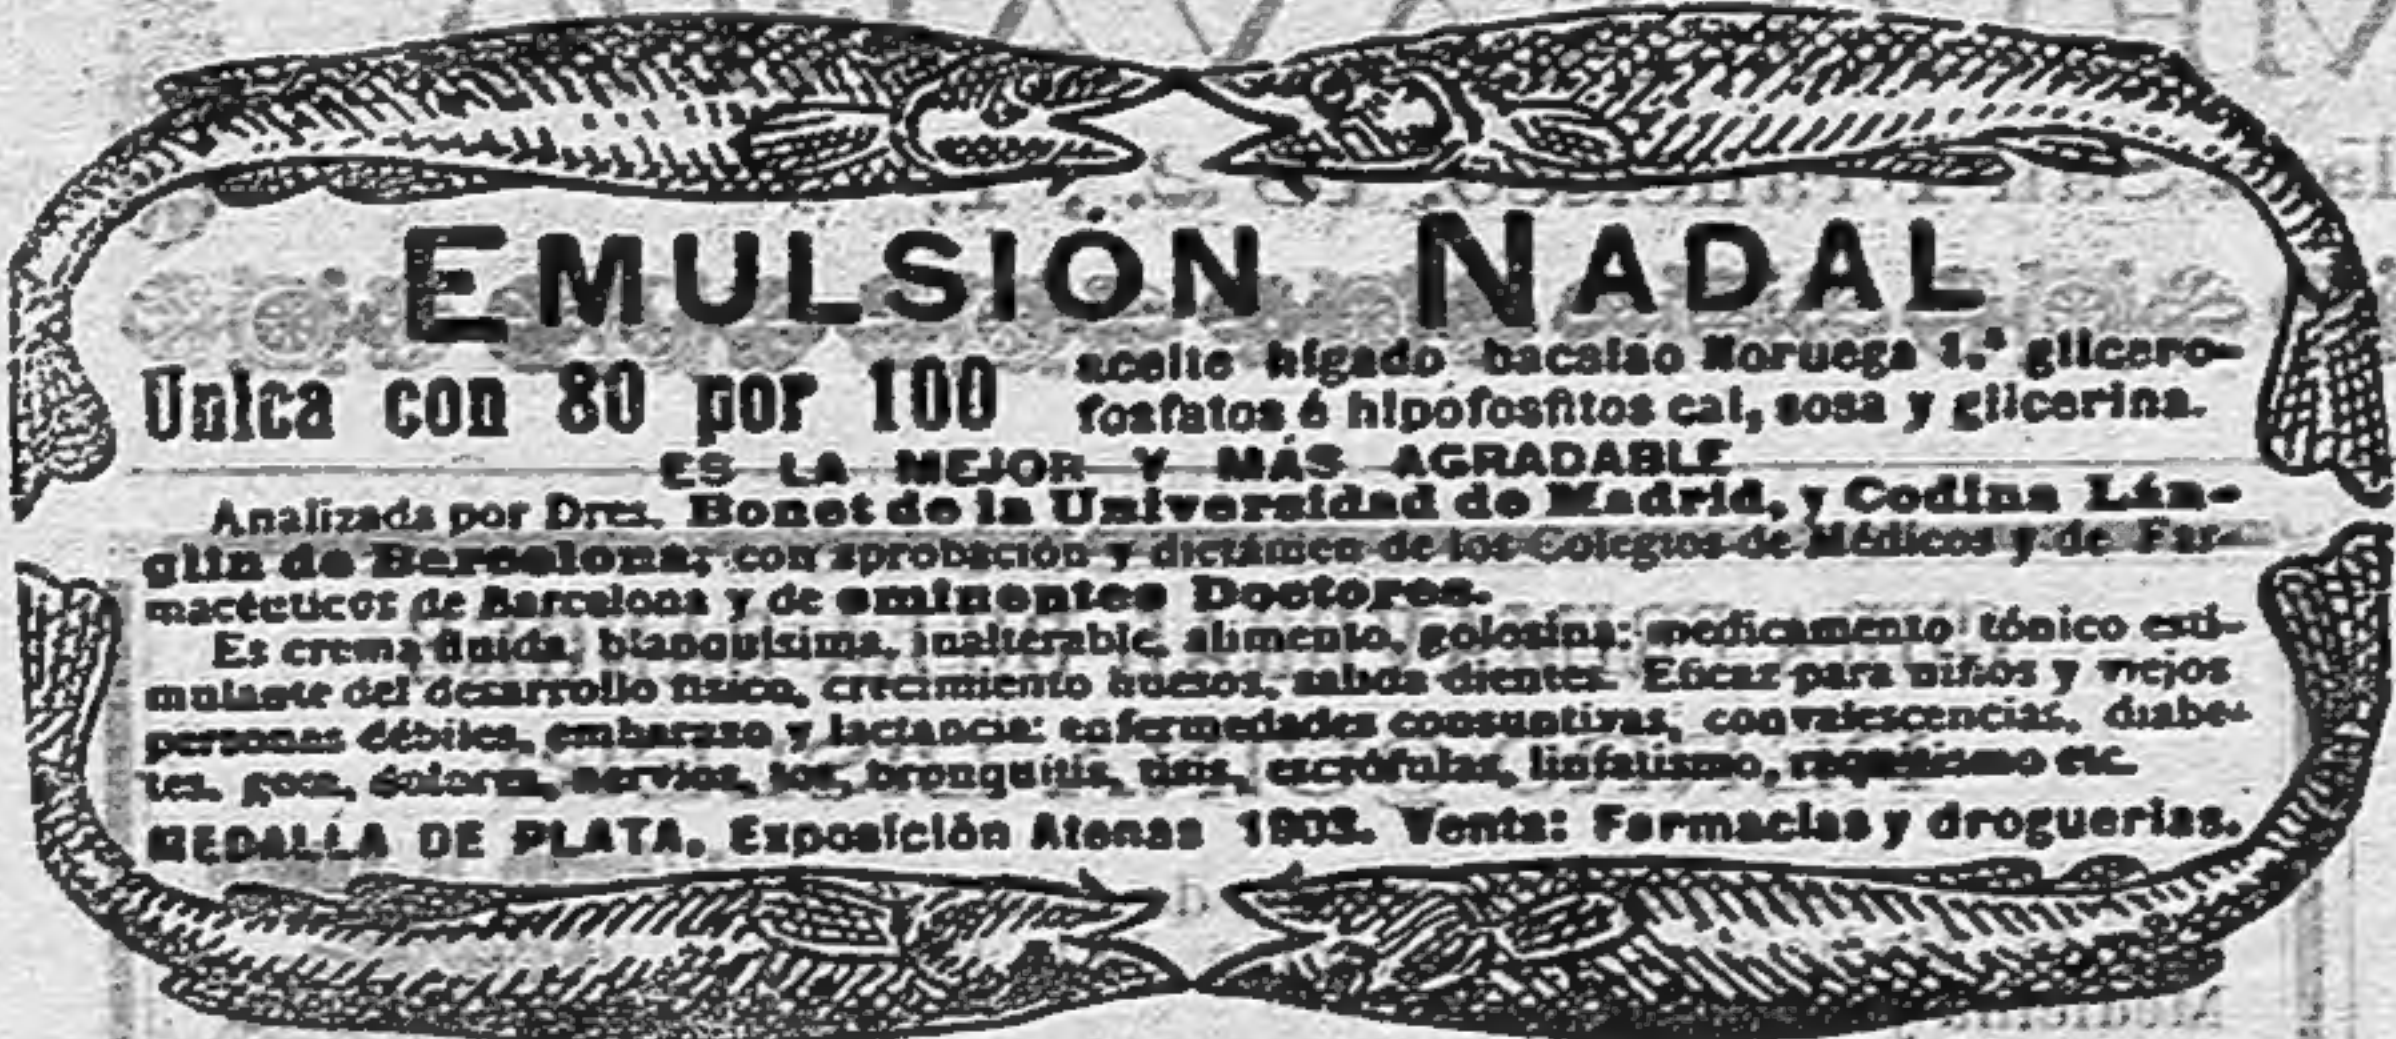 EMULSIÓN NADAL
Unica con 80 por 100 aceite hígado bacalao Noruega 1.ª glicero-
fosfatos é hipofosfitos cal, sosa y glicerina.
ES LA MEJOR Y MÁS AGRADABLE
Analizada por Dres. Bonet de la Universidad de Madrid, y Codina Län-
glin de Barcelona; con aprobación y dictámen de los Colegios de Médicos y de Far-
macéuticos de Barcelona y de eminentes Doctores.
Es crema fluida, blanquísima, inalterable, alimento, golosina: medicamento tónico esti-
mulante del desarrollo físico, crecimiento huesos, salida dientes. Eficaz para niños y viejos
personas débiles, embarazo y lactancia: enfermedades consuntivas, convalescencias, diabe-
tes, gota, dolores, nervios, tos, bronquitis, tisis, escrófulas, linfatismo, raquitismo etc.
MEDALLA DE PLATA, Exposición Atenas 1903. Venta: Farmacias y droguerías.